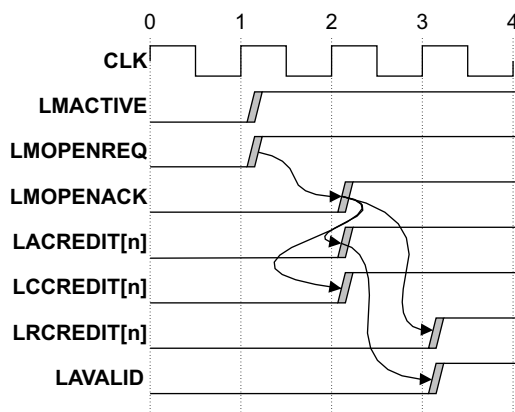 0 1 2 3 4
CLK
LMACTIVE
LMOPENREQ
LMOPENACK
LACREDIT[n]
LCCREDIT[n]
LRCREDIT[n]
LAVALID